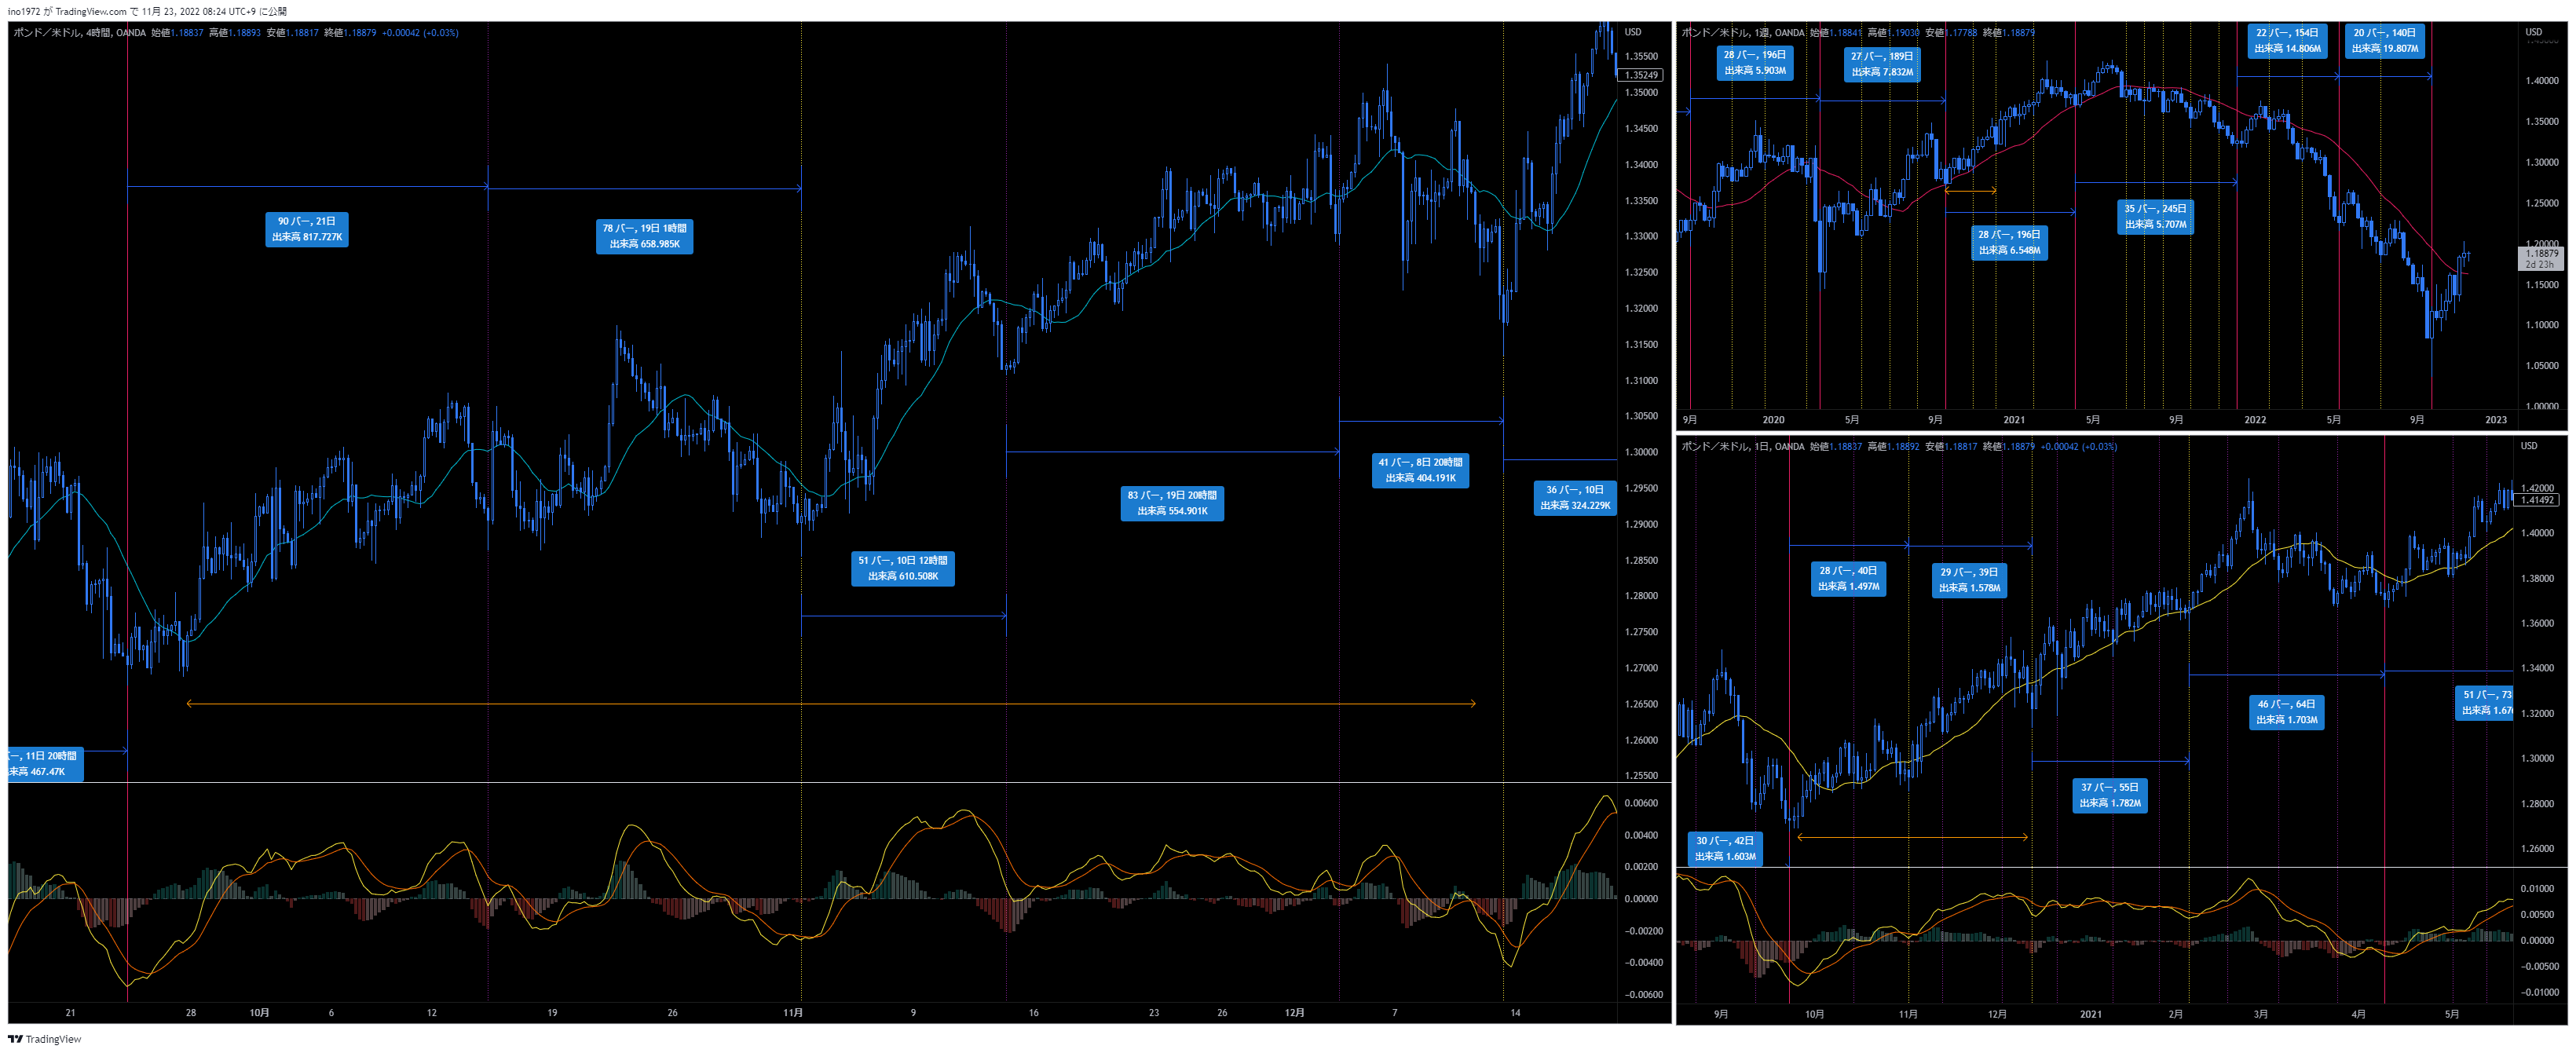 ino1972 が TradingView.com で 11月 23, 2022 08:24 UTC+9 に公開
ポンド／米ドル, 4時間, OANDA 始値1.18837 高値1.18893 安値1.18817 終値1.18879 +0.00042 (+0.03%)
USD
1.35500
1.35249
1.35000
1.34500
1.34000
1.33500
1.33000
1.32500
1.32000
1.31500
1.31000
1.30500
1.30000
1.29500
1.29000
1.28500
1.28000
1.27500
1.27000
1.26500
1.26000
1.25500
90 バー, 21日
出来高 817.727K
78 バー, 19日 1時間
出来高 658.985K
41 バー, 8日 20時間
出来高 404.191K
83 バー, 19日 20時間
出来高 554.901K
36 バー, 10日
出来高 324.229K
51 バー, 10日 12時間
出来高 610.508K
バー, 11日 20時間
来高 467.47K
0.00600
0.00400
0.00200
0.00000
−0.00200
−0.00400
−0.00600
21 28 10月 6 12 19 26 11月 9 16 23 26 12月 7 14
ポンド／米ドル, 1週, OANDA 始値1.18841 高値1.19030 安値1.17788 終値1.18879
USD
28 バー, 196日
出来高 5.903M
27 バー, 189日
出来高 7.832M
22 バー, 154日
出来高 14.806M
20 バー, 140日
出来高 19.807M
35 バー, 245日
出来高 5.707M
28 バー, 196日
出来高 6.548M
1.40000
1.35000
1.30000
1.25000
1.20000
1.18879
2d 23h
1.15000
1.10000
1.05000
1.00000
9月 2020 5月 9月 2021 5月 9月 2022 5月 9月 2023
ポンド／米ドル, 1日, OANDA 始値1.18837 高値1.18892 安値1.18817 終値1.18879 +0.00042 (+0.03%)
USD
1.42000
1.41492
1.40000
1.38000
1.36000
1.34000
1.32000
1.30000
1.28000
1.26000
28 バー, 40日
出来高 1.497M
29 バー, 39日
出来高 1.578M
46 バー, 64日
出来高 1.703M
51 バー, 73
出来高 1.67
37 バー, 55日
出来高 1.782M
30 バー, 42日
出来高 1.603M
0.01000
0.00500
0.00000
−0.00500
−0.01000
9月 10月 11月 12月 2021 2月 3月 4月 5月
TradingView